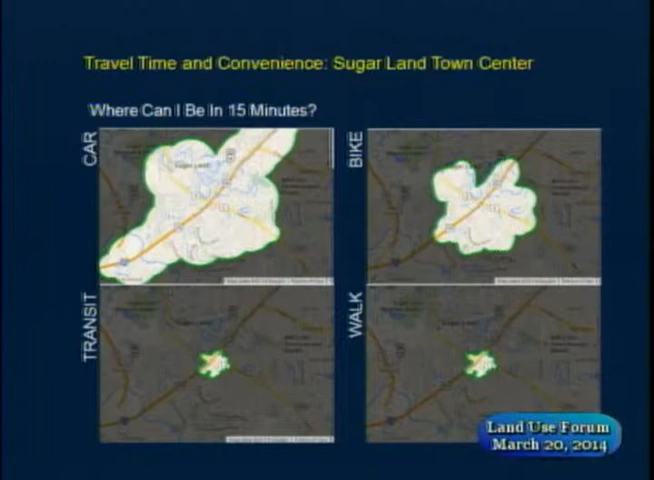 Travel Time and Convenience: Sugar Land Town Center
Where Can I Be In 15 Minutes?
CAR
BIKE
TRANSIT
WALK
Land Use Forum
March 20, 2014